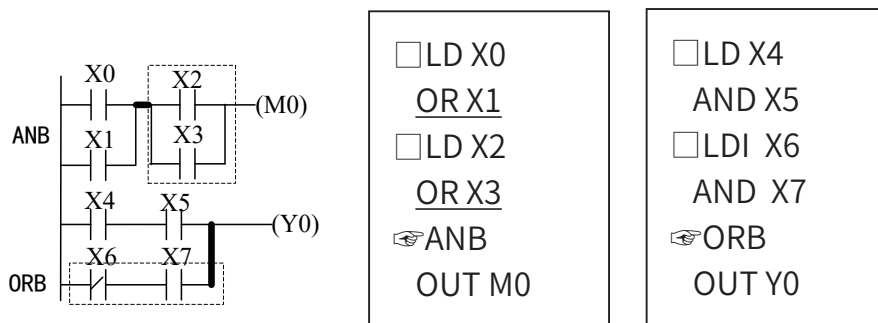 X0
X2
(M0)
ANB
X1
X3
X4
X5
(Y0)
X6
X7
ORB
□LD X0
OR X1
□LD X2
OR X3
☞ANB
OUT M0
□LD X4
AND X5
□LDI X6
AND X7
☞ORB
OUT Y0